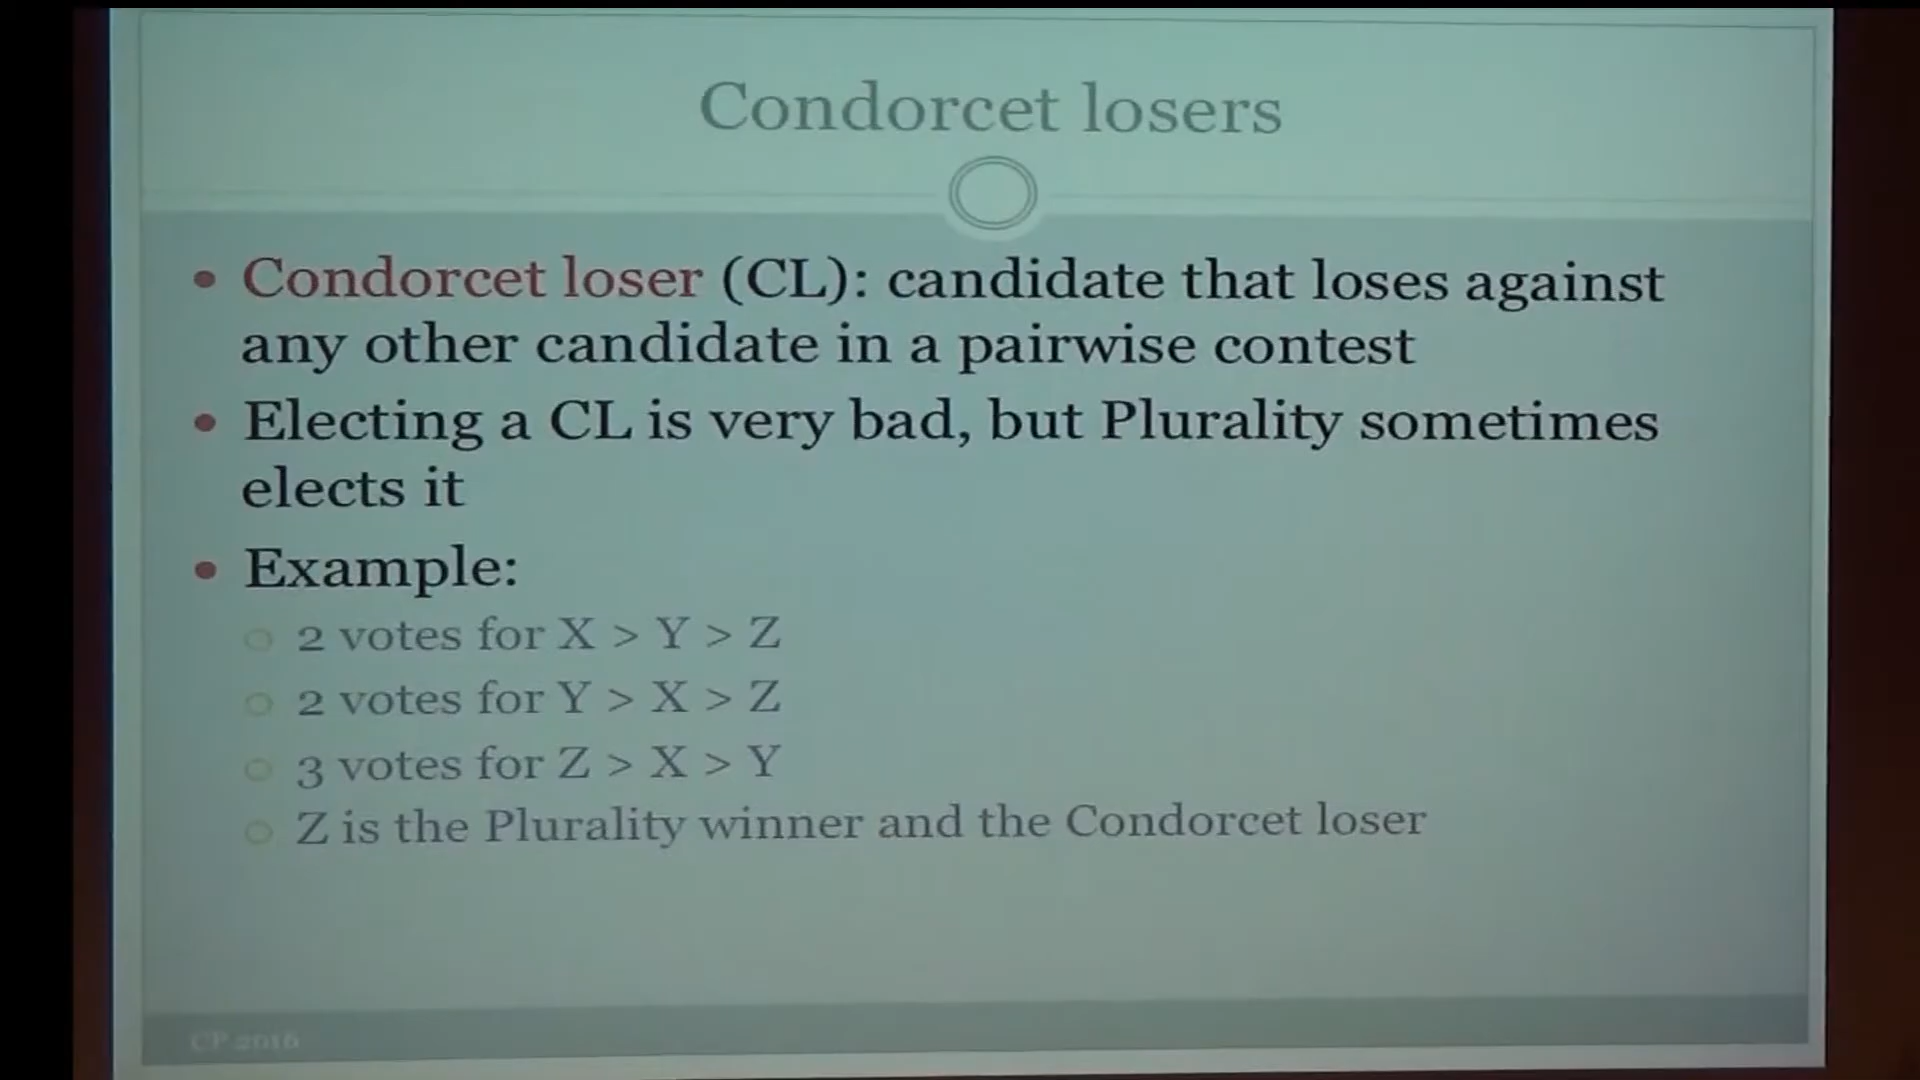 Condorcet losers
• Condorcet loser (CL): candidate that loses against
any other candidate in a pairwise contest
• Electing a CL is very bad, but Plurality sometimes
elects it
• Example:
○ 2 votes for X > Y > Z
○ 2 votes for Y > X > Z
○ 3 votes for Z > X > Y
○ Z is the Plurality winner and the Condorcet loser
CP 2016